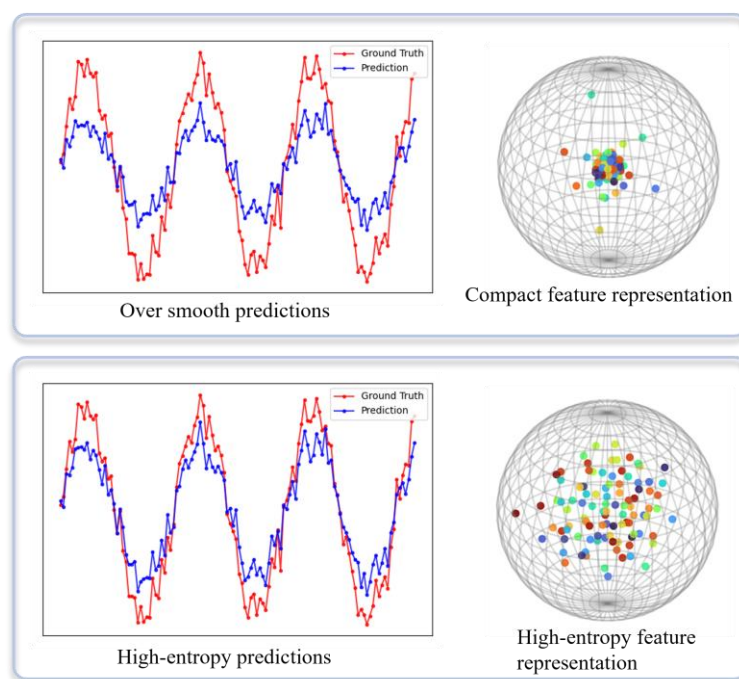 Ground Truth
Prediction
Over smooth predictions
Compact feature representation
Ground Truth
Prediction
High-entropy predictions
High-entropy feature
representation